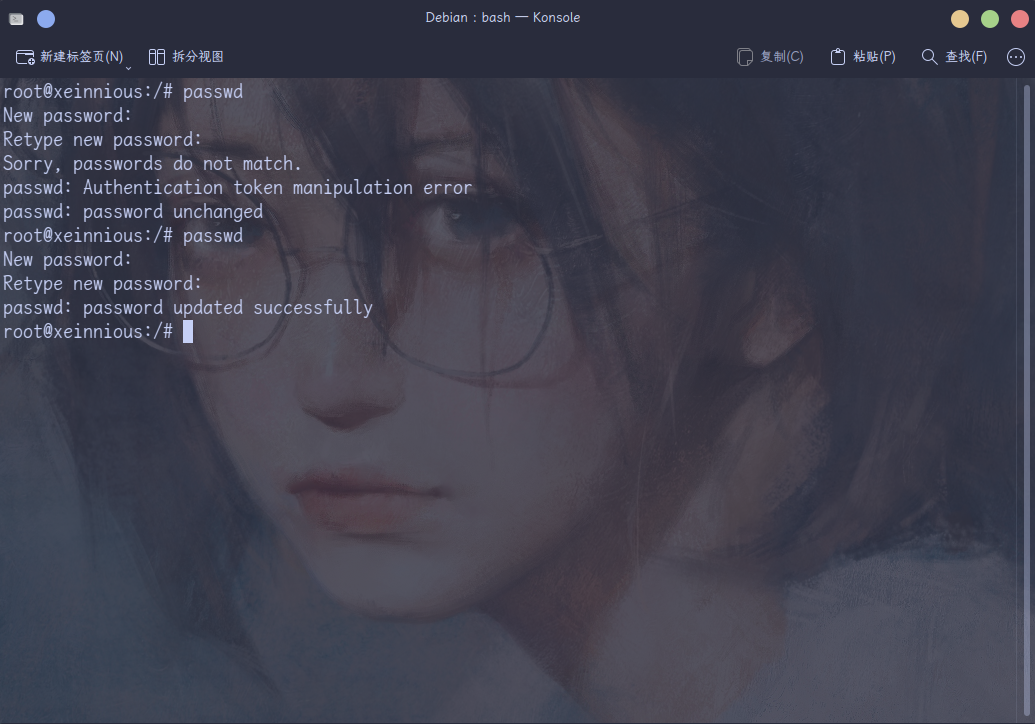 Debian : bash — Konsole
新建标签页(N) 拆分视图 复制(C) 粘贴(P) 查找(F)
root@xeinnious:/# passwd
New password:
Retype new password:
Sorry, passwords do not match.
passwd: Authentication token manipulation error
passwd: password unchanged
root@xeinnious:/# passwd
New password:
Retype new password:
passwd: password updated successfully
root@xeinnious:/#